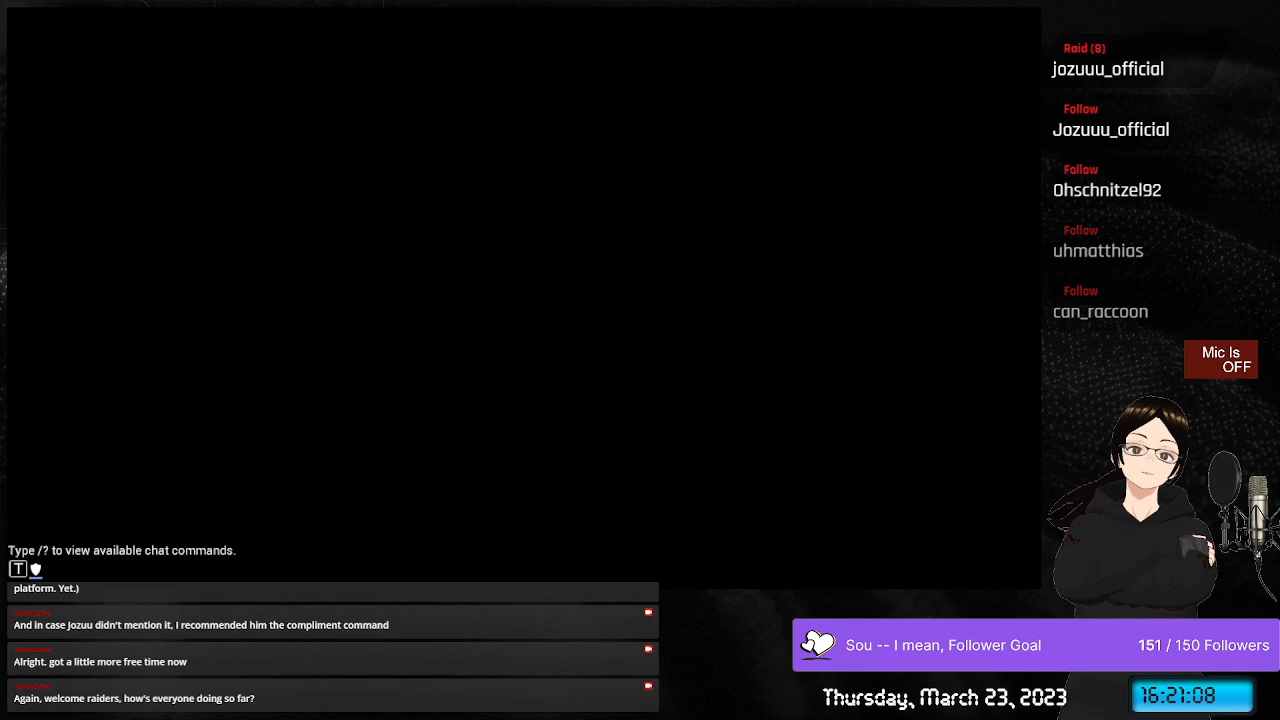 Raid (8)
jozuuu_official
Follow
Jozuuu_official
Follow
Ohschnitzel92
Follow
uhmatthias
Follow
can_raccoon
Mic Is
OFF
Type /? to view available chat commands.
T
platform. Yet.)
And in case Jozuu didn't mention it, I recommended him the compliment command
Alright, got a little more free time now
Again, welcome raiders, how's everyone doing so far?
Sou -- I mean, Follower Goal 151 / 150 Followers
Thursday, March 23, 2023 16:21:08